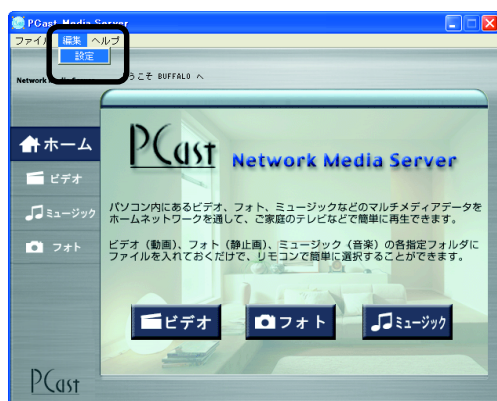 PCast Media Server
ファイル 編集 ヘルプ
設定
Network Media Server
ようこそ BUFFALO へ
PCast Network Media Server
ホーム
ビデオ
ミュージック
フォト
パソコン内にあるビデオ、フォト、ミュージックなどのマルチメディアデータを
ホームネットワークを通して、ご家庭のテレビなどで簡単に再生できます。
ビデオ（動画）、フォト（静止画）、ミュージック（音楽）の各指定フォルダに
ファイルを入れておくだけで、リモコンで簡単に選択することができます。
ビデオ フォト ミュージック
PCast